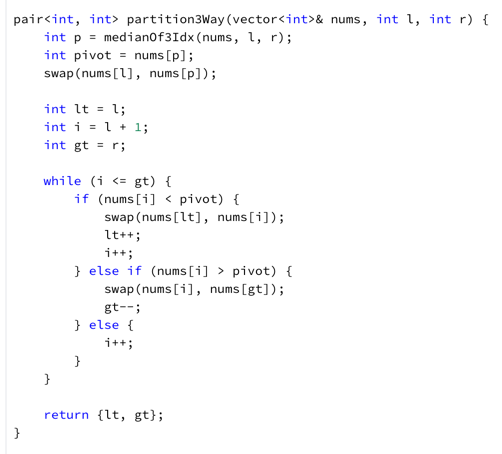 pair<int, int> partition3Way(vector<int>& nums, int l, int r) {
    int p = medianOf3Idx(nums, l, r);
    int pivot = nums[p];
    swap(nums[l], nums[p]);

    int lt = l;
    int i = l + 1;
    int gt = r;

    while (i <= gt) {
        if (nums[i] < pivot) {
            swap(nums[lt], nums[i]);
            lt++;
            i++;
        } else if (nums[i] > pivot) {
            swap(nums[i], nums[gt]);
            gt--;
        } else {
            i++;
        }
    }

    return {lt, gt};
}